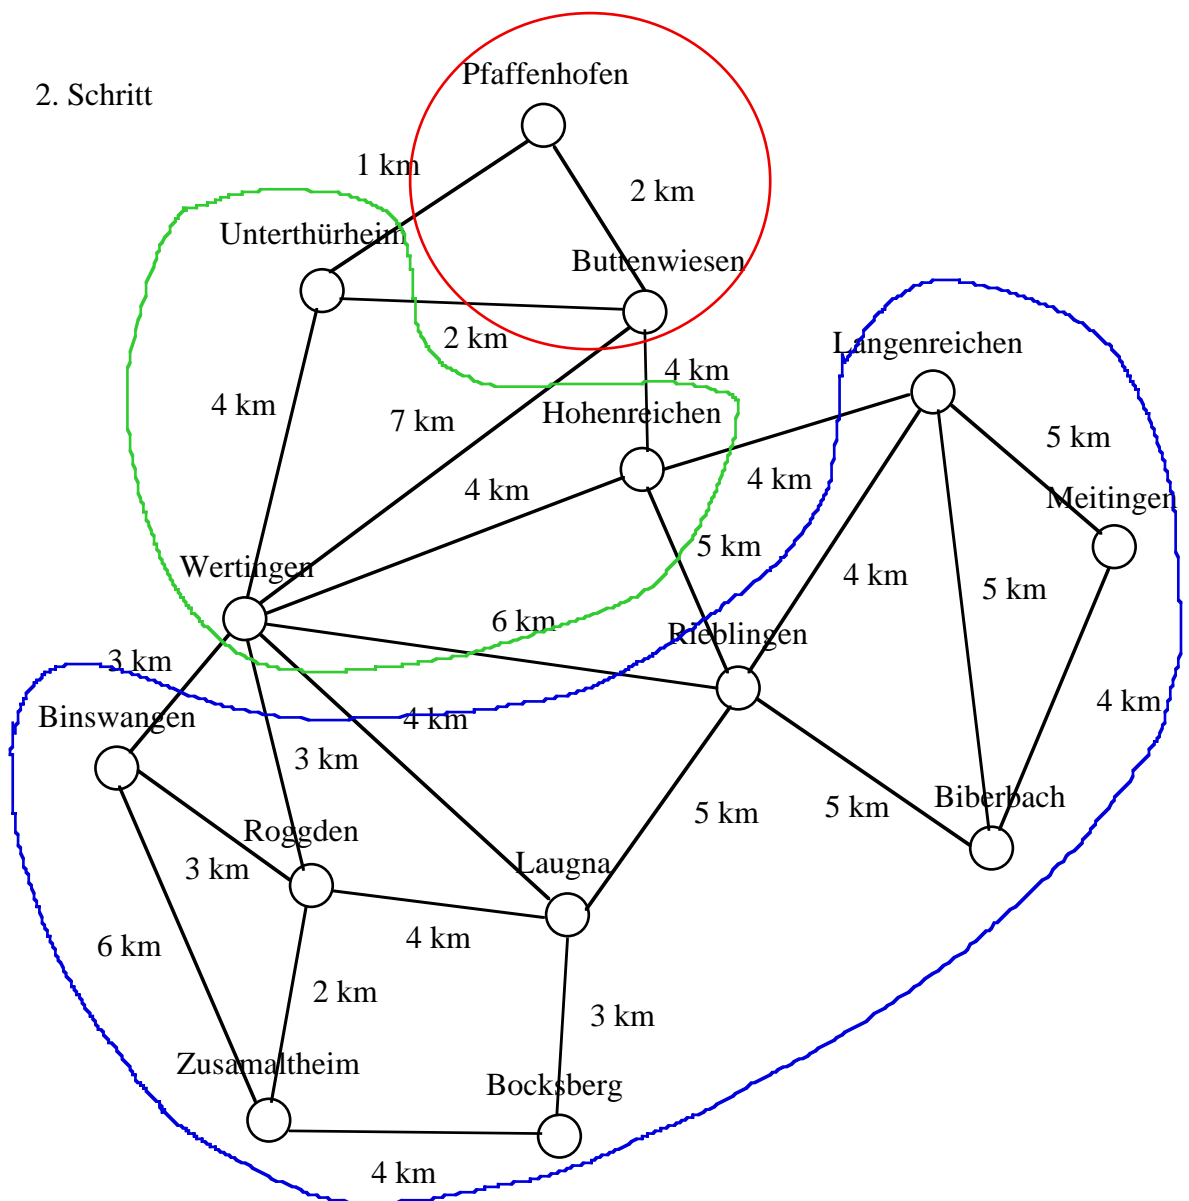 Pfaffenhofen
2. Schritt
1 km
2 km
Unterthürheim
Buttenwiesen
2 km
Langenreichen
4 km
4 km
7 km
Hohenreichen
5 km
4 km
4 km
Meitingen
5 km
Wertingen
4 km
5 km
6 km
Rieblingen
3 km
Binswangen
4 km
4 km
3 km
Biberbach
5 km
5 km
Roggden
Laugna
3 km
4 km
6 km
2 km
3 km
Zusamaltheim
Bocksberg
4 km